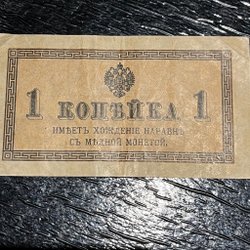 1 КОПѢЙКА 1
ИМѢЕТЪ ХОЖДЕНІЕ НАРАВНѢ
СЪ МѢДНОЙ МОНЕТОЙ.